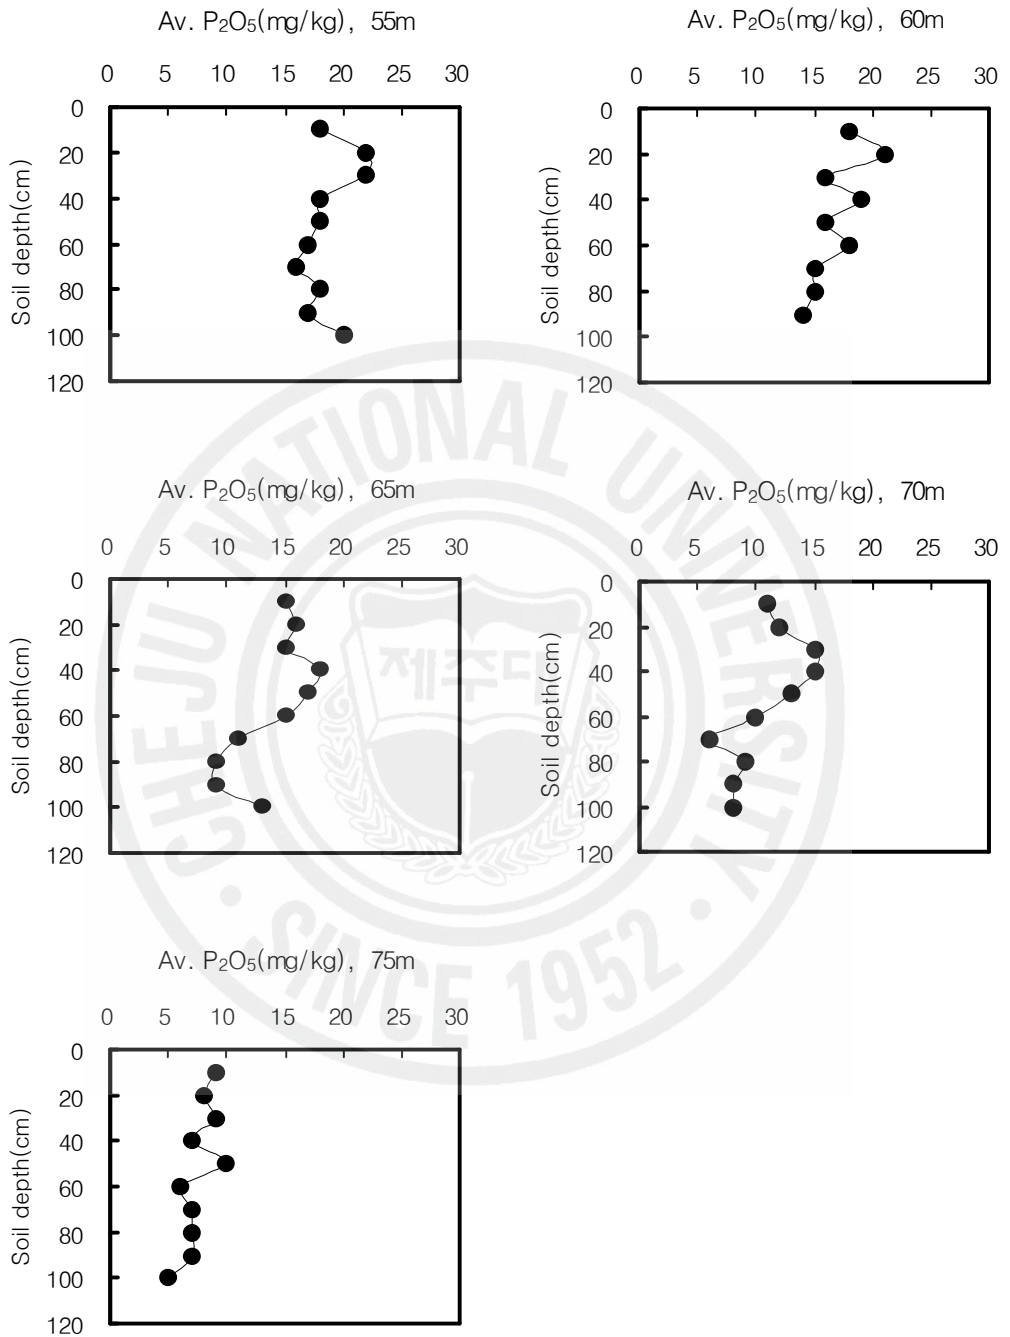 Av. P2O5(mg/kg), 55m
0 5 10 15 20 25 30
0
20
40
60
80
100
120
Soil depth(cm)
Av. P2O5(mg/kg), 60m
0 5 10 15 20 25 30
0
20
40
60
80
100
120
Soil depth(cm)
Av. P2O5(mg/kg), 65m
0 5 10 15 20 25 30
0
20
40
60
80
100
120
Soil depth(cm)
Av. P2O5(mg/kg), 70m
0 5 10 15 20 25 30
0
20
40
60
80
100
120
Soil depth(cm)
Av. P2O5(mg/kg), 75m
0 5 10 15 20 25 30
0
20
40
60
80
100
120
Soil depth(cm)
CHEJU NATIONAL UNIVERSITY
SINCE 1952
제주대